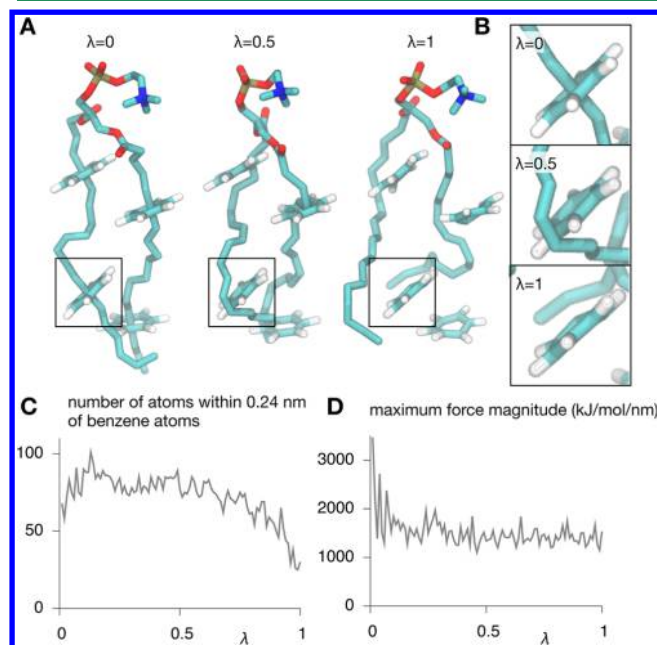 A
λ=0
λ=0.5
λ=1
B
λ=0
λ=0.5
λ=1
C
number of atoms within 0.24 nm
of benzene atoms
100
50
0
0
0.5
λ
1
D
maximum force magnitude (kJ/mol/nm)
3000
2000
1000
0
0
0.5
λ
1